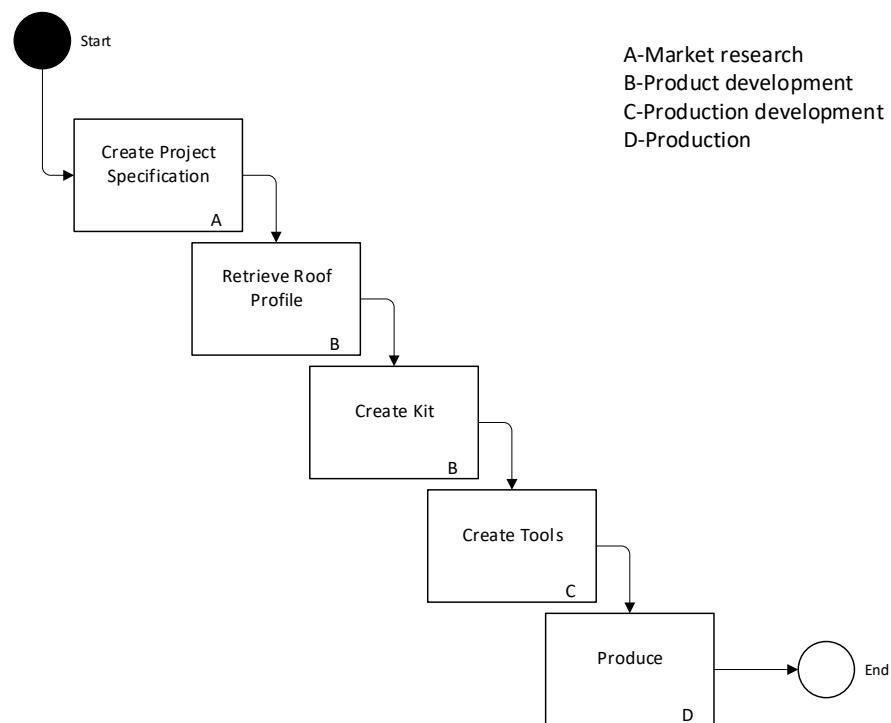 Start
A-Market research
B-Product development
C-Production development
D-Production
Create Project
Specification
A
Retrieve Roof
Profile
B
Create Kit
B
Create Tools
C
Produce
D
End